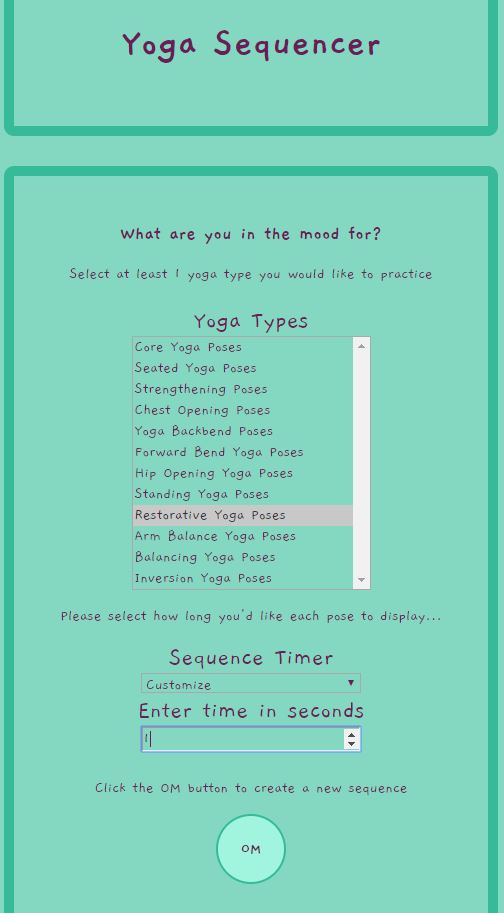 Yoga Sequencer
What are you in the mood for?
Select at least 1 yoga type you would like to practice
Yoga Types
Core Yoga Poses
Seated Yoga Poses
Strengthening Poses
Chest Opening Poses
Yoga Backbend Poses
Forward Bend Yoga Poses
Hip Opening Yoga Poses
Standing Yoga Poses
Restorative Yoga Poses
Arm Balance Yoga Poses
Balancing Yoga Poses
Inversion Yoga Poses
Please select how long you'd like each pose to display...
Sequence Timer
Customize
Enter time in seconds
1
Click the OM button to create a new sequence
OM